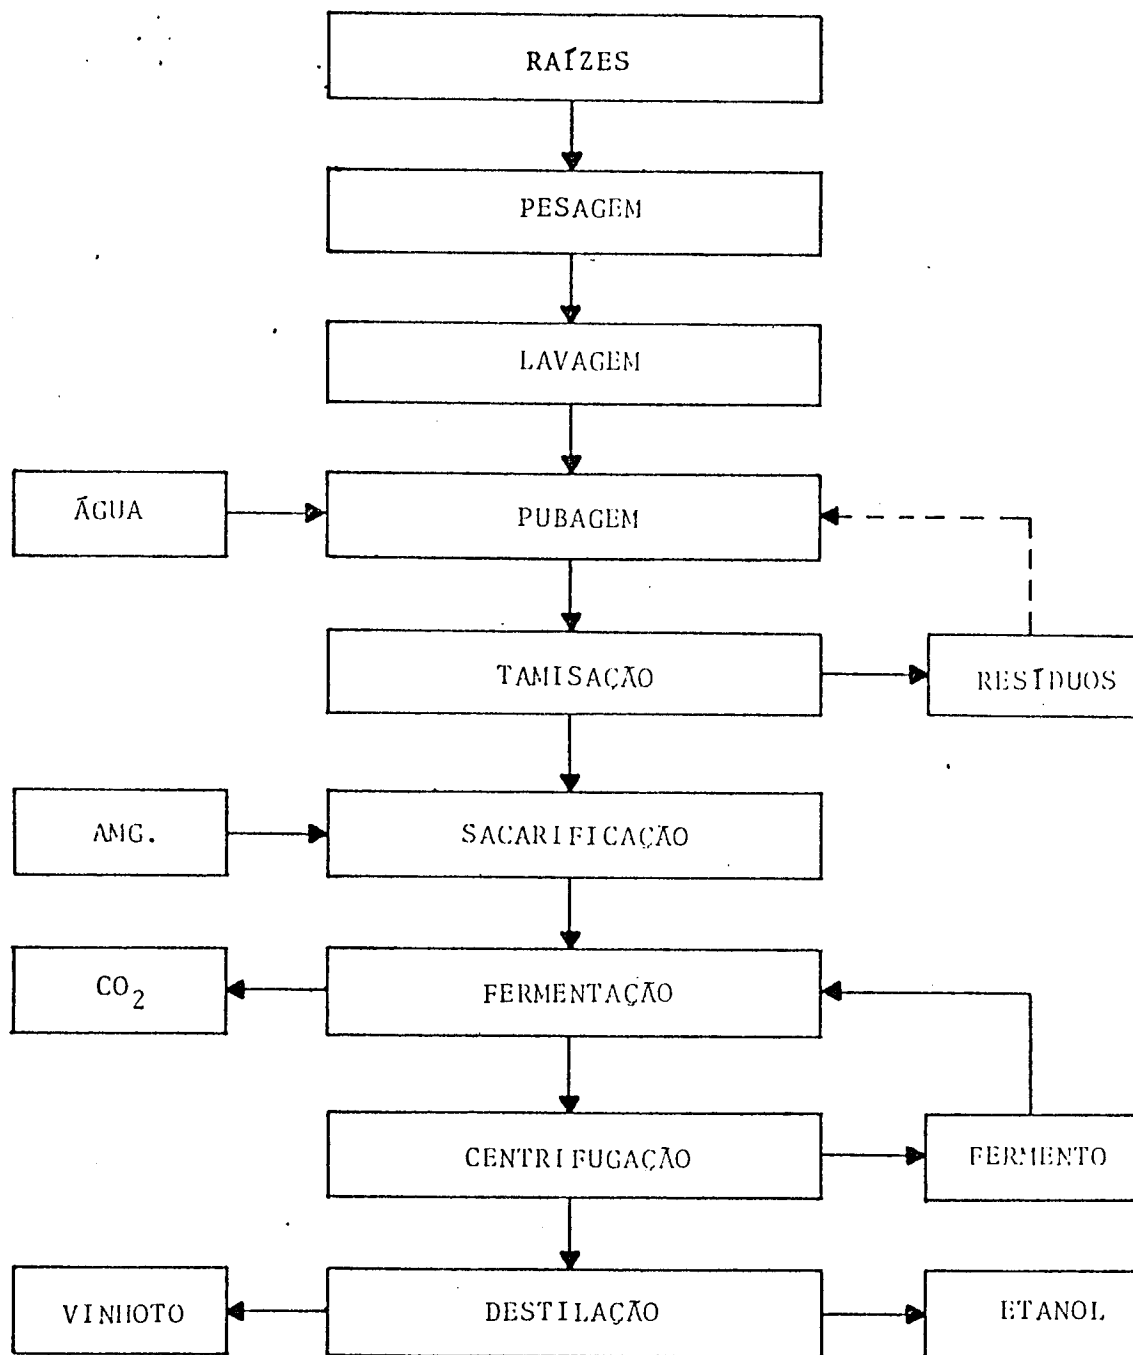 RAÍZES
PESAGEM
LAVAGEM
ÁGUA
PUBAGEM
TAMISAÇÃO
RESÍDUOS
AMG.
SACARIFICAÇÃO
CO2
FERMENTAÇÃO
CENTRIFUGAÇÃO
FERMENTO
VINHOTO
DESTILAÇÃO
ETANOL